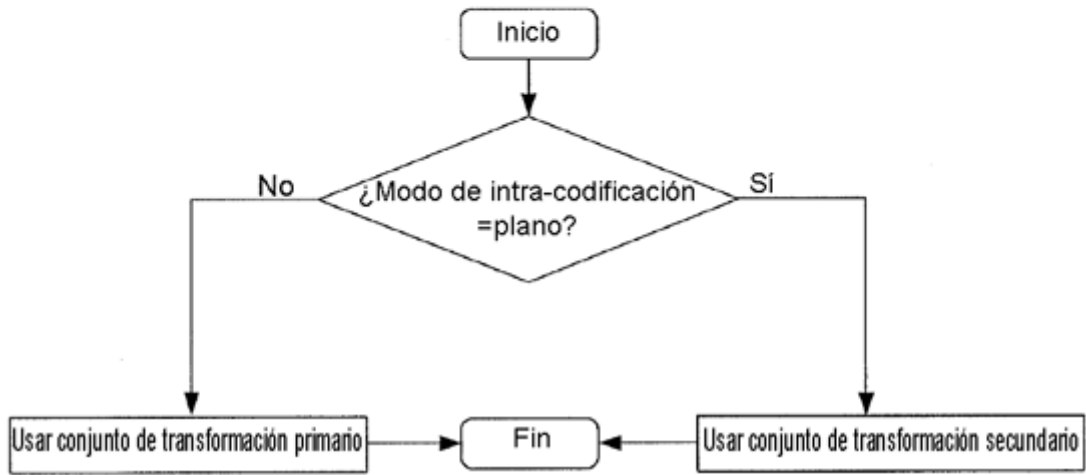 Inicio
No
¿Modo de intra-codificación
=plano?
Sí
Usar conjunto de transformación primario
Fin
Usar conjunto de transformación secundario